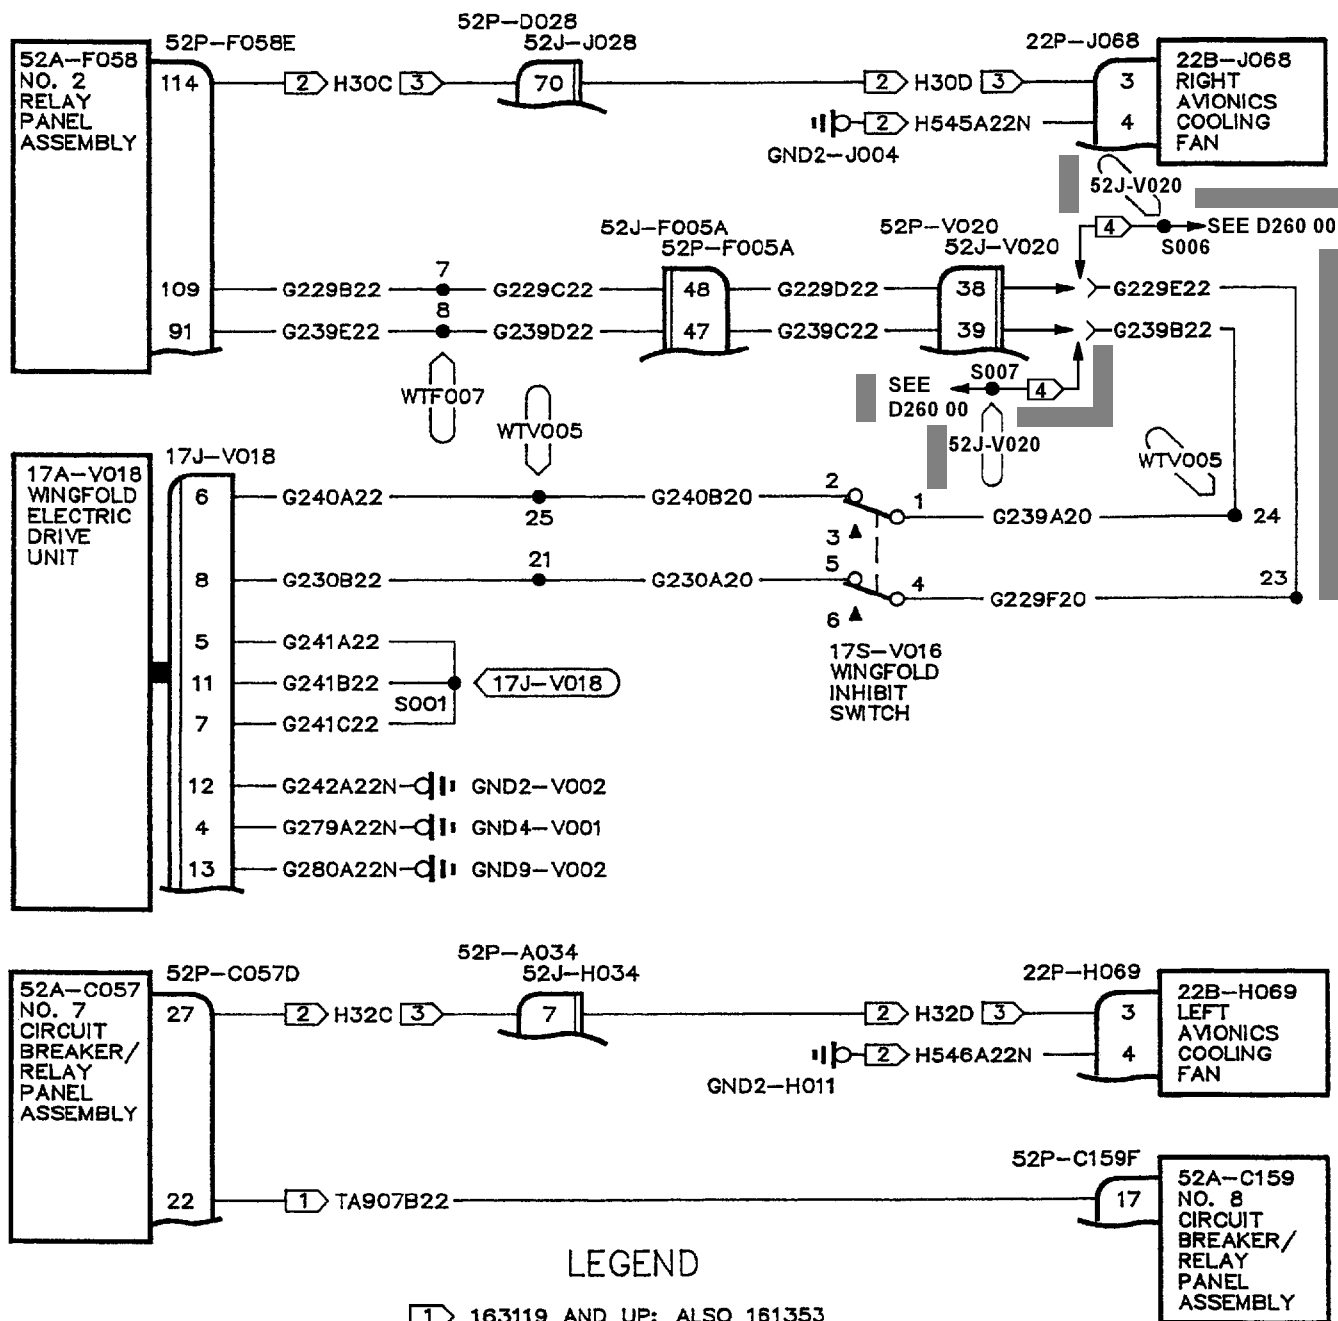 52P-D028
52P-F058E 52J-J028 22P-J068
52A-F058
NO. 2
RELAY
PANEL
ASSEMBLY
114 2 H30C 3 70 2 H30D 3 3
4
22B-J068
RIGHT
AVIONICS
COOLING
FAN
2 H545A22N
GND2-J004
52J-V020
52J-F005A 52P-V020
52P-F005A 52J-V020
4 S006 SEE D260 00
109 G229B22 7 G229C22 48 G229D22 38 G229E22
91 G239E22 8 G239D22 47 G239C22 39 G239B22
WTF007
WTV005
SEE
D260 00
S007
4
52J-V020
WTV005
17J-V018
17A-V018
WINGFOLD
ELECTRIC
DRIVE
UNIT
6 G240A22 25 G240B20 2 1 G239A20 24
3
8 G230B22 21 G230A20 5 4 G229F20 23
6
17S-V016
WINGFOLD
INHIBIT
SWITCH
5 G241A22
11 G241B22
7 G241C22
S001
17J-V018
12 G242A22N GND2-V002
4 G279A22N GND4-V001
13 G280A22N GND9-V002
52P-A034
52P-C057D 52J-H034 22P-H069
52A-C057
NO. 7
CIRCUIT
BREAKER/
RELAY
PANEL
ASSEMBLY
27 2 H32C 3 7 2 H32D 3 3
4
22B-H069
LEFT
AVIONICS
COOLING
FAN
2 H546A22N
GND2-H011
52P-C159F
22 1 TA907B22 17
52A-C159
NO. 8
CIRCUIT
BREAKER/
RELAY
PANEL
ASSEMBLY
LEGEND
1 163119 AND UP; ALSO 161353